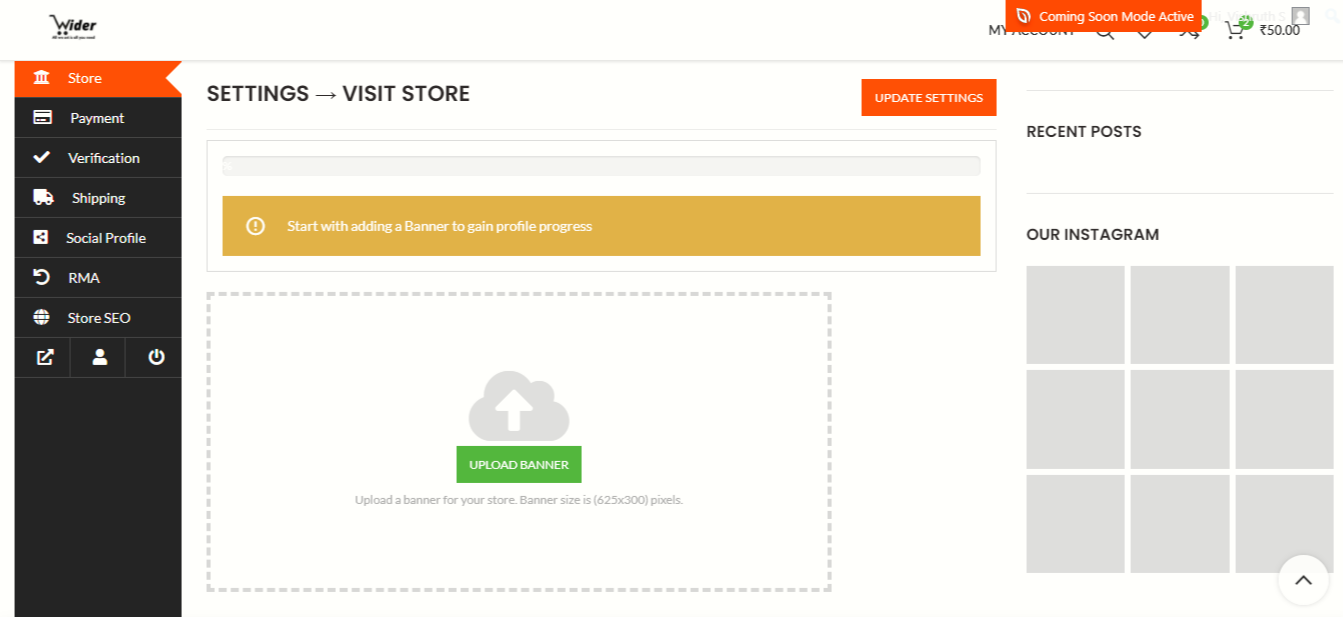 Wider
Coming Soon Mode Active
MY ACCOUNT
2
₹50.00
Store
Payment
Verification
Shipping
Social Profile
RMA
Store SEO
SETTINGS → VISIT STORE
UPDATE SETTINGS
Start with adding a Banner to gain profile progress
UPLOAD BANNER
Upload a banner for your store. Banner size is (625x300) pixels.
RECENT POSTS
OUR INSTAGRAM